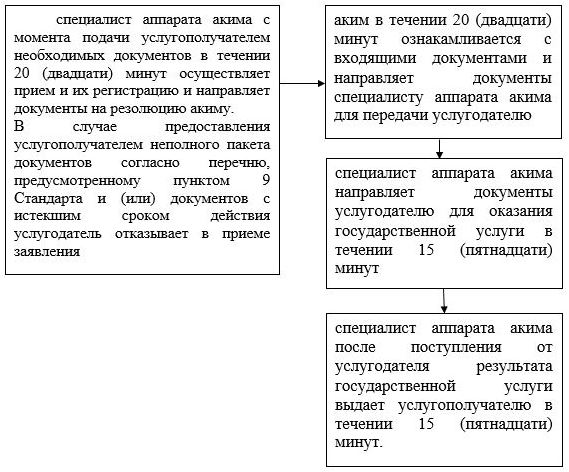 специалист аппарата акима с
момента подачи услугополучателем
необходимых документов в течении
20 (двадцати) минут осуществляет
прием и их регистрацию и направляет
документы на резолюцию акиму.
В случае предоставления
услугополучателем неполного пакета
документов согласно перечню,
предусмотренному пунктом 9
Стандарта и (или) документов с
истекшим сроком действия
услугодатель отказывает в приеме
заявления
аким в течении 20 (двадцати)
минут ознакамливается с
входящими документами и
направляет документы
специалисту аппарата акима
для передачи услугодателю
специалист аппарата акима
направляет документы
услугодателю для оказания
государственной услуги в
течении 15 (пятнадцати)
минут
специалист аппарата акима
после поступления от
услугодателя результата
государственной услуги
выдает услугополучателю в
течении 15 (пятнадцати)
минут.